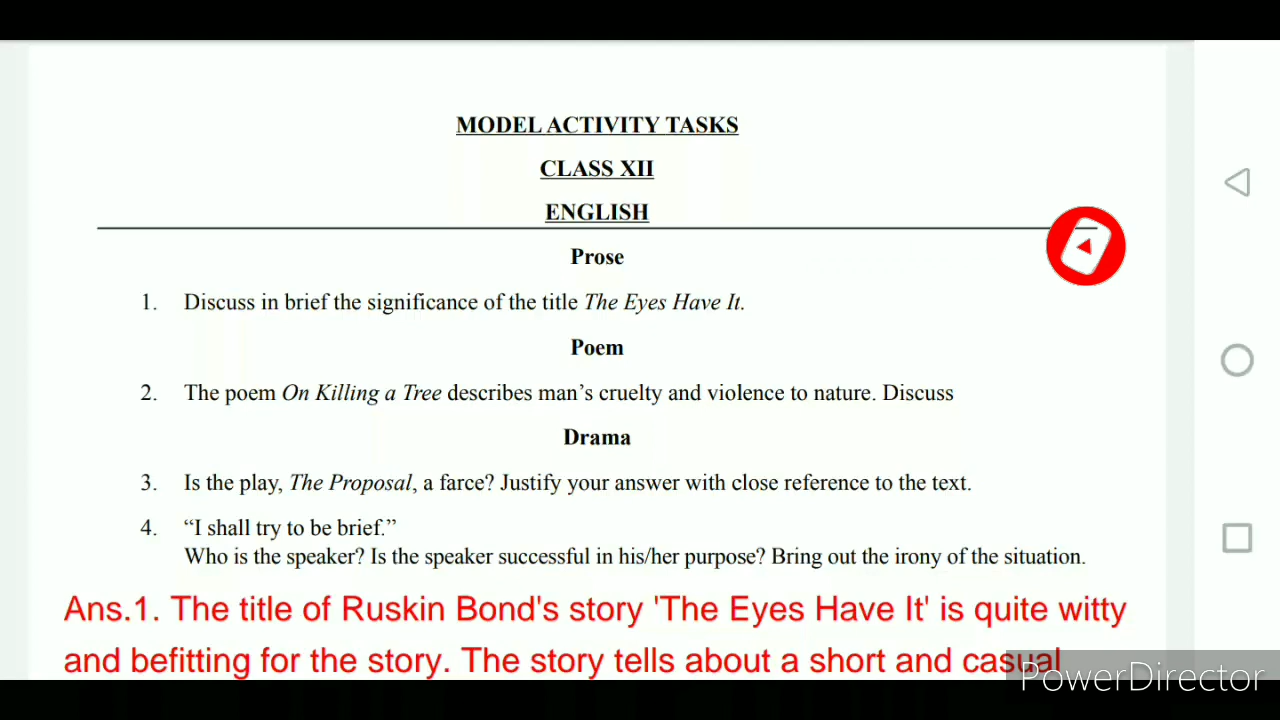 MODEL ACTIVITY TASKS
CLASS XII
ENGLISH
Prose
1. Discuss in brief the significance of the title The Eyes Have It.
Poem
2. The poem On Killing a Tree describes man’s cruelty and violence to nature. Discuss
Drama
3. Is the play, The Proposal, a farce? Justify your answer with close reference to the text.
4. “I shall try to be brief.”
Who is the speaker? Is the speaker successful in his/her purpose? Bring out the irony of the situation.
Ans.1. The title of Ruskin Bond's story 'The Eyes Have It' is quite witty
and befitting for the story. The story tells about a short and casual
PowerDirector